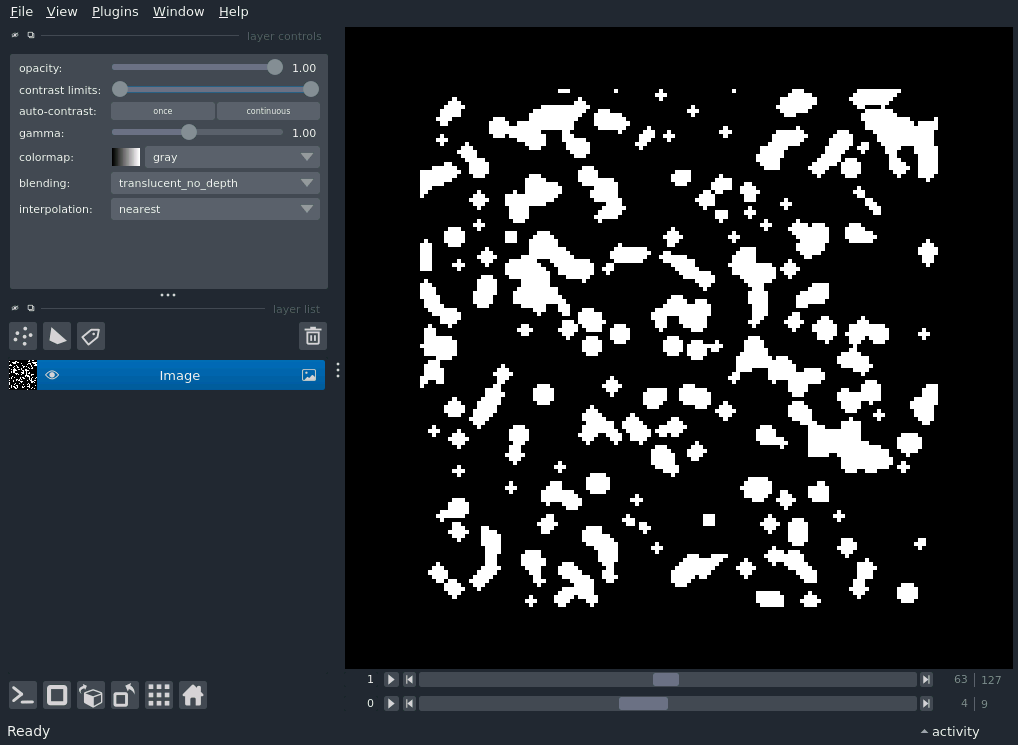 File View Plugins Window Help
layer controls
opacity: 1.00
contrast limits:
auto-contrast: once continuous
gamma: 1.00
colormap: gray
blending: translucent_no_depth
interpolation: nearest
layer list
Image
1 63 127
0 4 9
Ready activity